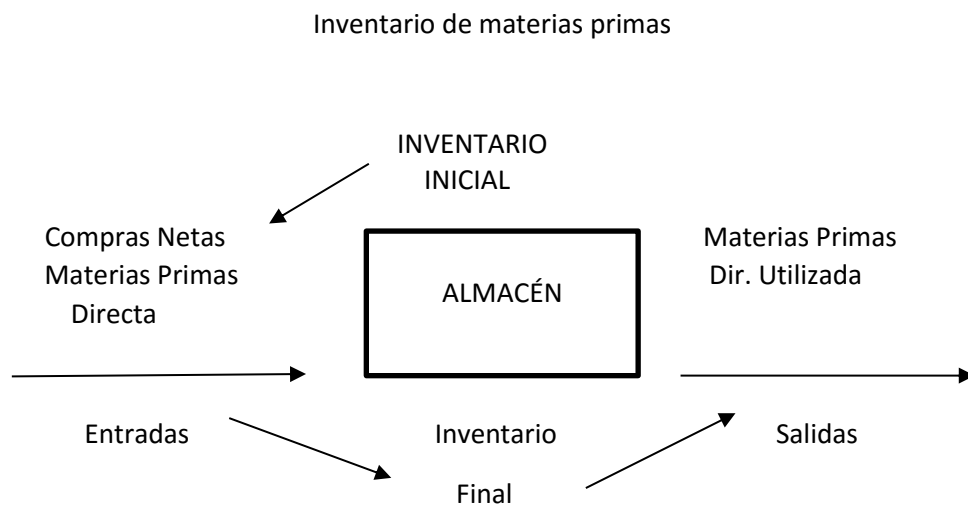 Inventario de materias primas
INVENTARIO
INICIAL
Compras Netas
Materias Primas
Directa
ALMACÉN
Materias Primas
Dir. Utilizada
Entradas
Inventario
Final
Salidas